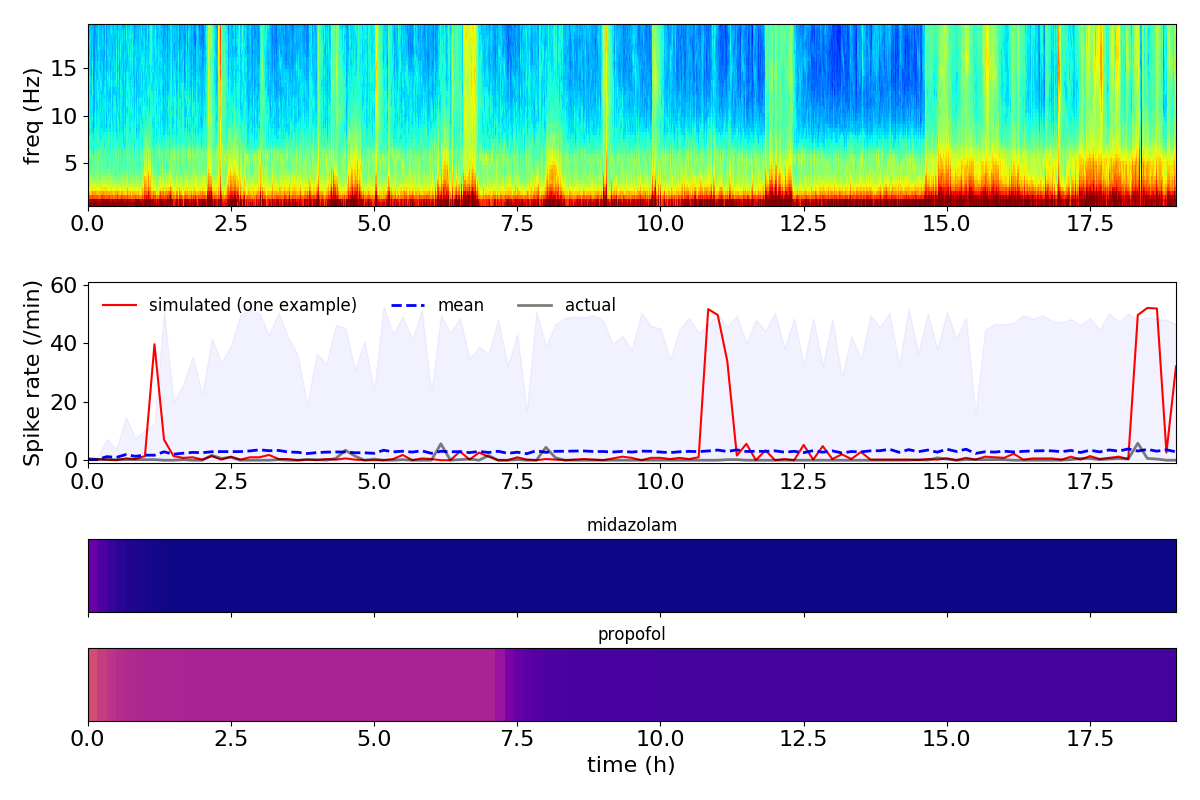 freq (Hz)
15
10
5
0.0 2.5 5.0 7.5 10.0 12.5 15.0 17.5
Spike rate (/min)
60
40
20
0
simulated (one example) mean actual
0.0 2.5 5.0 7.5 10.0 12.5 15.0 17.5
midazolam
propofol
0.0 2.5 5.0 7.5 10.0 12.5 15.0 17.5
time (h)